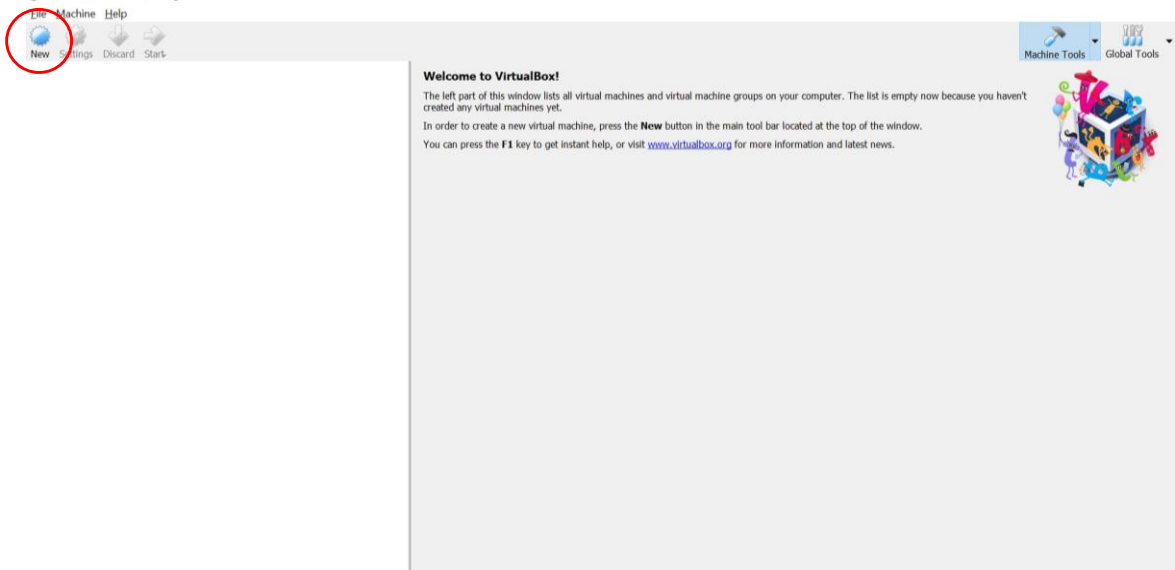 File Machine Help
New Settings Discard Start
Machine Tools Global Tools
Welcome to VirtualBox!
The left part of this window lists all virtual machines and virtual machine groups on your computer. The list is empty now because you haven't
created any virtual machines yet.
In order to create a new virtual machine, press the New button in the main tool bar located at the top of the window.
You can press the F1 key to get instant help, or visit www.virtualbox.org for more information and latest news.